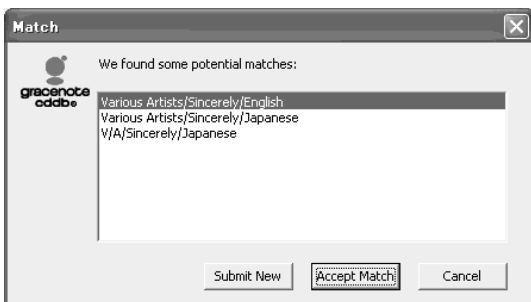 Match
We found some potential matches:
gracenote
cddb®
Various Artists/Sincerely/English
Various Artists/Sincerely/Japanese
V/A/Sincerely/Japanese
Submit New
Accept Match
Cancel